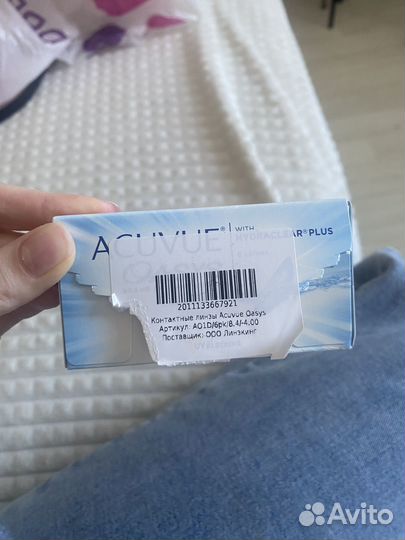 ACUVUE® WITH
HYDRACLEAR® PLUS
2011133667921
Контактные линзы Acuvue Oasys
Артикул: AO1D/6pk/8.4/-4.00
Поставщик: ООО Линзкинг
Avito